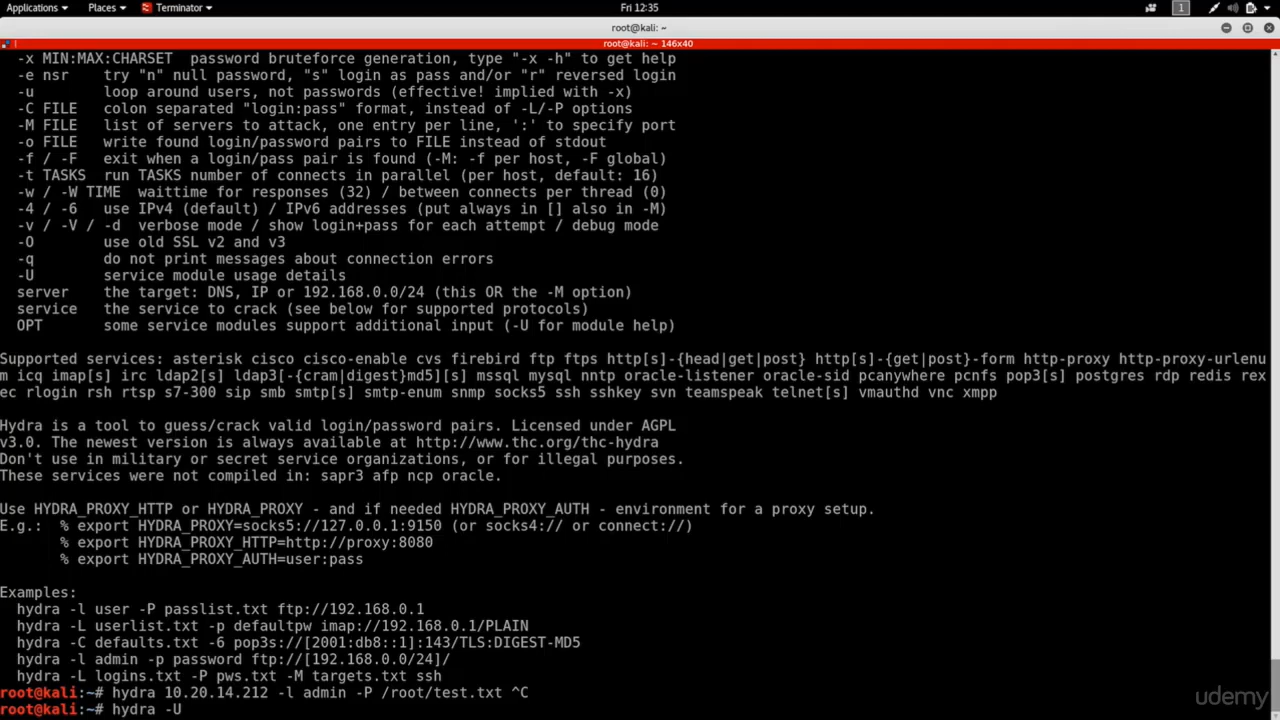 Applications Places Terminator Fri 12:35 1
root@kali: ~
root@kali: ~ 146x40
-x MIN:MAX:CHARSET  password bruteforce generation, type "-x -h" to get help
-e nsr    try "n" null password, "s" login as pass and/or "r" reversed login
-u        loop around users, not passwords (effective! implied with -x)
-C FILE   colon separated "login:pass" format, instead of -L/-P options
-M FILE   list of servers to attack, one entry per line, ':' to specify port
-o FILE   write found login/password pairs to FILE instead of stdout
-f / -F   exit when a login/pass pair is found (-M: -f per host, -F global)
-t TASKS  run TASKS number of connects in parallel (per host, default: 16)
-w / -W TIME  waittime for responses (32) / between connects per thread (0)
-4 / -6   use IPv4 (default) / IPv6 addresses (put always in [] also in -M)
-v / -V / -d  verbose mode / show login+pass for each attempt / debug mode
-O        use old SSL v2 and v3
-q        do not print messages about connection errors
-U        service module usage details
server    the target: DNS, IP or 192.168.0.0/24 (this OR the -M option)
service   the service to crack (see below for supported protocols)
OPT       some service modules support additional input (-U for module help)
Supported services: asterisk cisco cisco-enable cvs firebird ftp ftps http[s]-{head|get|post} http[s]-{get|post}-form http-proxy http-proxy-urlenu
m icq imap[s] irc ldap2[s] ldap3[-{cram|digest}md5][s] mssql mysql nntp oracle-listener oracle-sid pcanywhere pcnfs pop3[s] postgres rdp redis rex
ec rlogin rsh rtsp s7-300 sip smb smtp[s] smtp-enum snmp socks5 ssh sshkey svn teamspeak telnet[s] vmauthd vnc xmpp
Hydra is a tool to guess/crack valid login/password pairs. Licensed under AGPL
v3.0. The newest version is always available at http://www.thc.org/thc-hydra
Don't use in military or secret service organizations, or for illegal purposes.
These services were not compiled in: sapr3 afp ncp oracle.
Use HYDRA_PROXY_HTTP or HYDRA_PROXY - and if needed HYDRA_PROXY_AUTH - environment for a proxy setup.
E.g.:  % export HYDRA_PROXY=socks5://127.0.0.1:9150 (or socks4:// or connect://)
% export HYDRA_PROXY_HTTP=http://proxy:8080
% export HYDRA_PROXY_AUTH=user:pass
Examples:
hydra -l user -P passlist.txt ftp://192.168.0.1
hydra -L userlist.txt -p defaultpw imap://192.168.0.1/PLAIN
hydra -C defaults.txt -6 pop3s://[2001:db8::1]:143/TLS:DIGEST-MD5
hydra -l admin -p password ftp://[192.168.0.0/24]/
hydra -L logins.txt -P pws.txt -M targets.txt ssh
root@kali:~# hydra 10.20.14.212 -l admin -P /root/test.txt ^C
root@kali:~# hydra -U
udemy